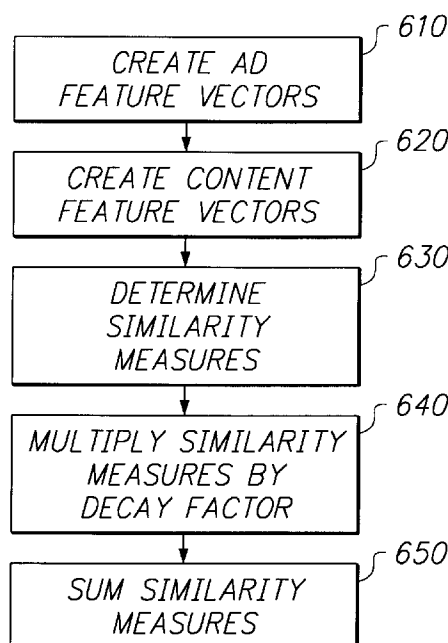 610
CREATE AD
FEATURE VECTORS
620
CREATE CONTENT
FEATURE VECTORS
630
DETERMINE
SIMILARITY
MEASURES
640
MULTIPLY SIMILARITY
MEASURES BY
DECAY FACTOR
650
SUM SIMILARITY
MEASURES